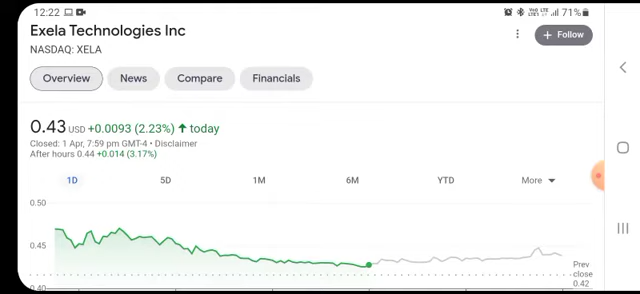 12:22
71%
Exela Technologies Inc
+ Follow
NASDAQ: XELA
Overview
News
Compare
Financials
0.43 USD +0.0093 (2.23%) today
Closed: 1 Apr, 7:59 pm GMT-4 • Disclaimer
After hours 0.44 +0.014 (3.17%)
1D
5D
1M
6M
YTD
More
0.50
0.45
Prev
close
0.42
0.40